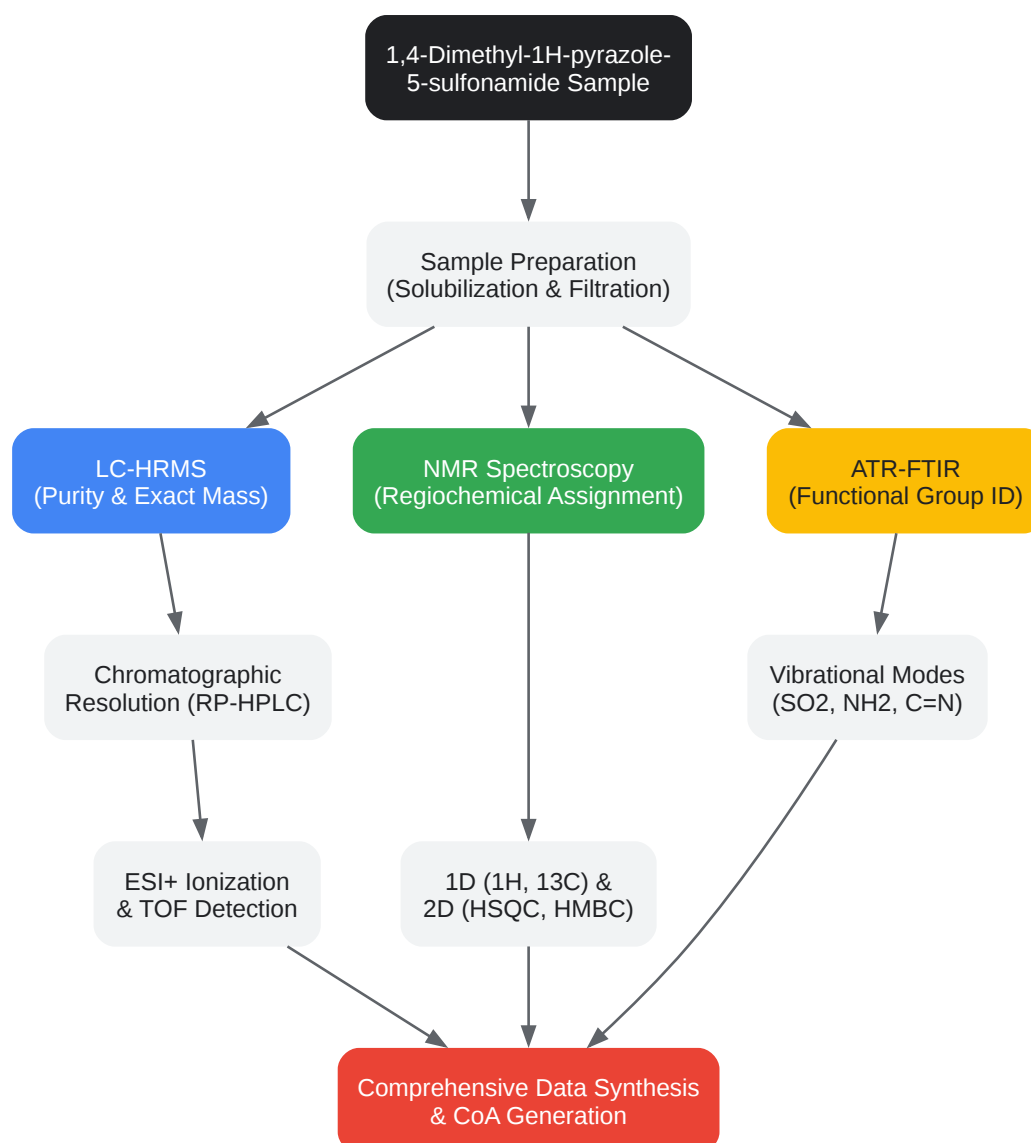 1,4-Dimethyl-1H-pyrazole-
5-sulfonamide Sample
Sample Preparation
(Solubilization & Filtration)
LC-HRMS
(Purity & Exact Mass)
NMR Spectroscopy
(Regiochemical Assignment)
ATR-FTIR
(Functional Group ID)
Chromatographic
Resolution (RP-HPLC)
Vibrational Modes
(SO2, NH2, C=N)
ESI+ Ionization
& TOF Detection
1D (1H, 13C) &
2D (HSQC, HMBC)
Comprehensive Data Synthesis
& CoA Generation